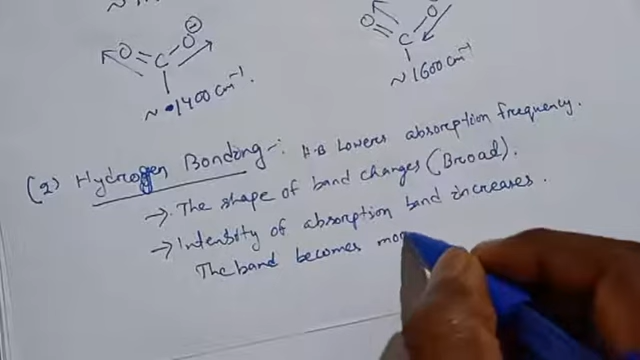 O=C-O⊖
~1400 cm⁻¹.
O C O
~1600 cm⁻¹
(2) Hydrogen Bonding-: H·B Lowers absorption frequency.
→ The shape of band changes (Broad).
→ Intensity of absorption band increases.
The band becomes mo